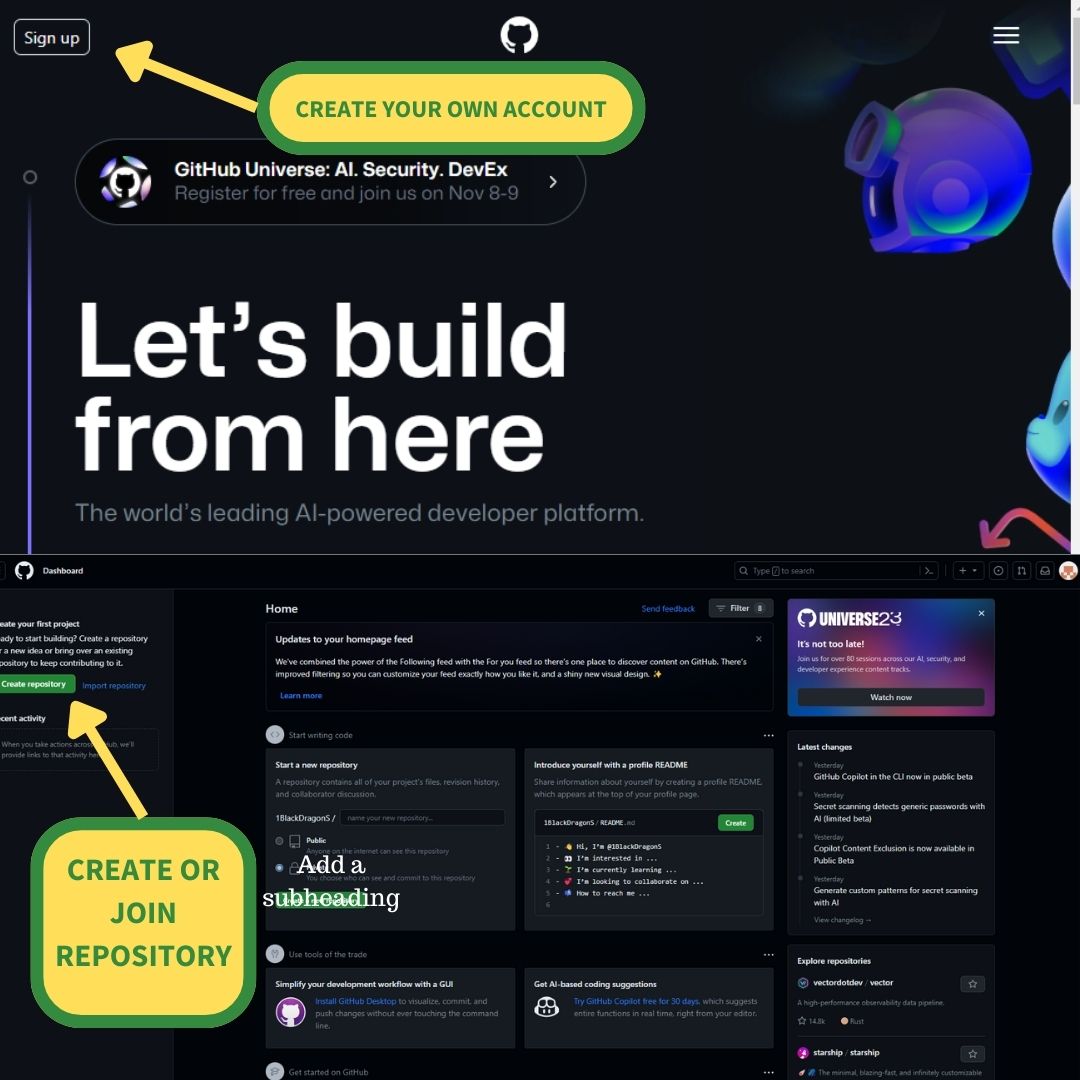 Sign up
CREATE YOUR OWN ACCOUNT
GitHub Universe: AI. Security. DevEx
Register for free and join us on Nov 8-9
Let's build
from here
The world's leading AI-powered developer platform.
Dashboard
Type / to search
eate your first project
ady to start building? Create a repository
r a new idea or bring over an existing
pository to keep contributing to it.
Create repository
Import repository
ecent activity
When you take actions across
ub, we'll
provide links to that activity
CREATE OR
JOIN
REPOSITORY
Home
Send feedback
Filter 8
Updates to your homepage feed
We've combined the power of the Following feed with the For you feed so there's one place to discover content on GitHub. There's
improved filtering so you can customize your feed exactly how you like it, and a shiny new visual design. ✨
Learn more
Start writing code
Start a new repository
A repository contains all of your project's files, revision history,
and collaborator discussion.
1BlackDragonS /
name your new repository...
Public
Anyone on the internet can see this repository
You choose who can see and commit to this repository
Add a
subheading
Introduce yourself with a profile README
Share information about yourself by creating a profile README,
which appears at the top of your profile page.
1BlackDragonS / README.md
Create
1 - 👋 Hi, I'm @1BlackDragonS
2 - 👀 I'm interested in ...
3 - 🌱 I'm currently learning ...
4 - 💞️ I'm looking to collaborate on ...
5 - 📫 How to reach me ...
6
Use tools of the trade
Simplify your development workflow with a GUI
Install GitHub Desktop to visualize, commit, and
push changes without ever touching the command
line.
Get AI-based coding suggestions
Try GitHub Copilot free for 30 days, which suggests
entire functions in real time, right from your editor.
Get started on GitHub
UNIVERSE23
It's not too late!
Join us for over 80 sessions across our AI, security, and
developer experience content tracks.
Watch now
Latest changes
Yesterday
GitHub Copilot in the CLI now in public beta
Yesterday
Secret scanning detects generic passwords with
AI (limited beta)
Yesterday
Copilot Content Exclusion is now available in
Public Beta
Yesterday
Generate custom patterns for secret scanning
with AI
View changelog →
Explore repositories
vectordotdev / vector
A high-performance observability data pipeline.
14.8k
Rust
starship / starship
The minimal, blazing-fast, and infinitely customizable